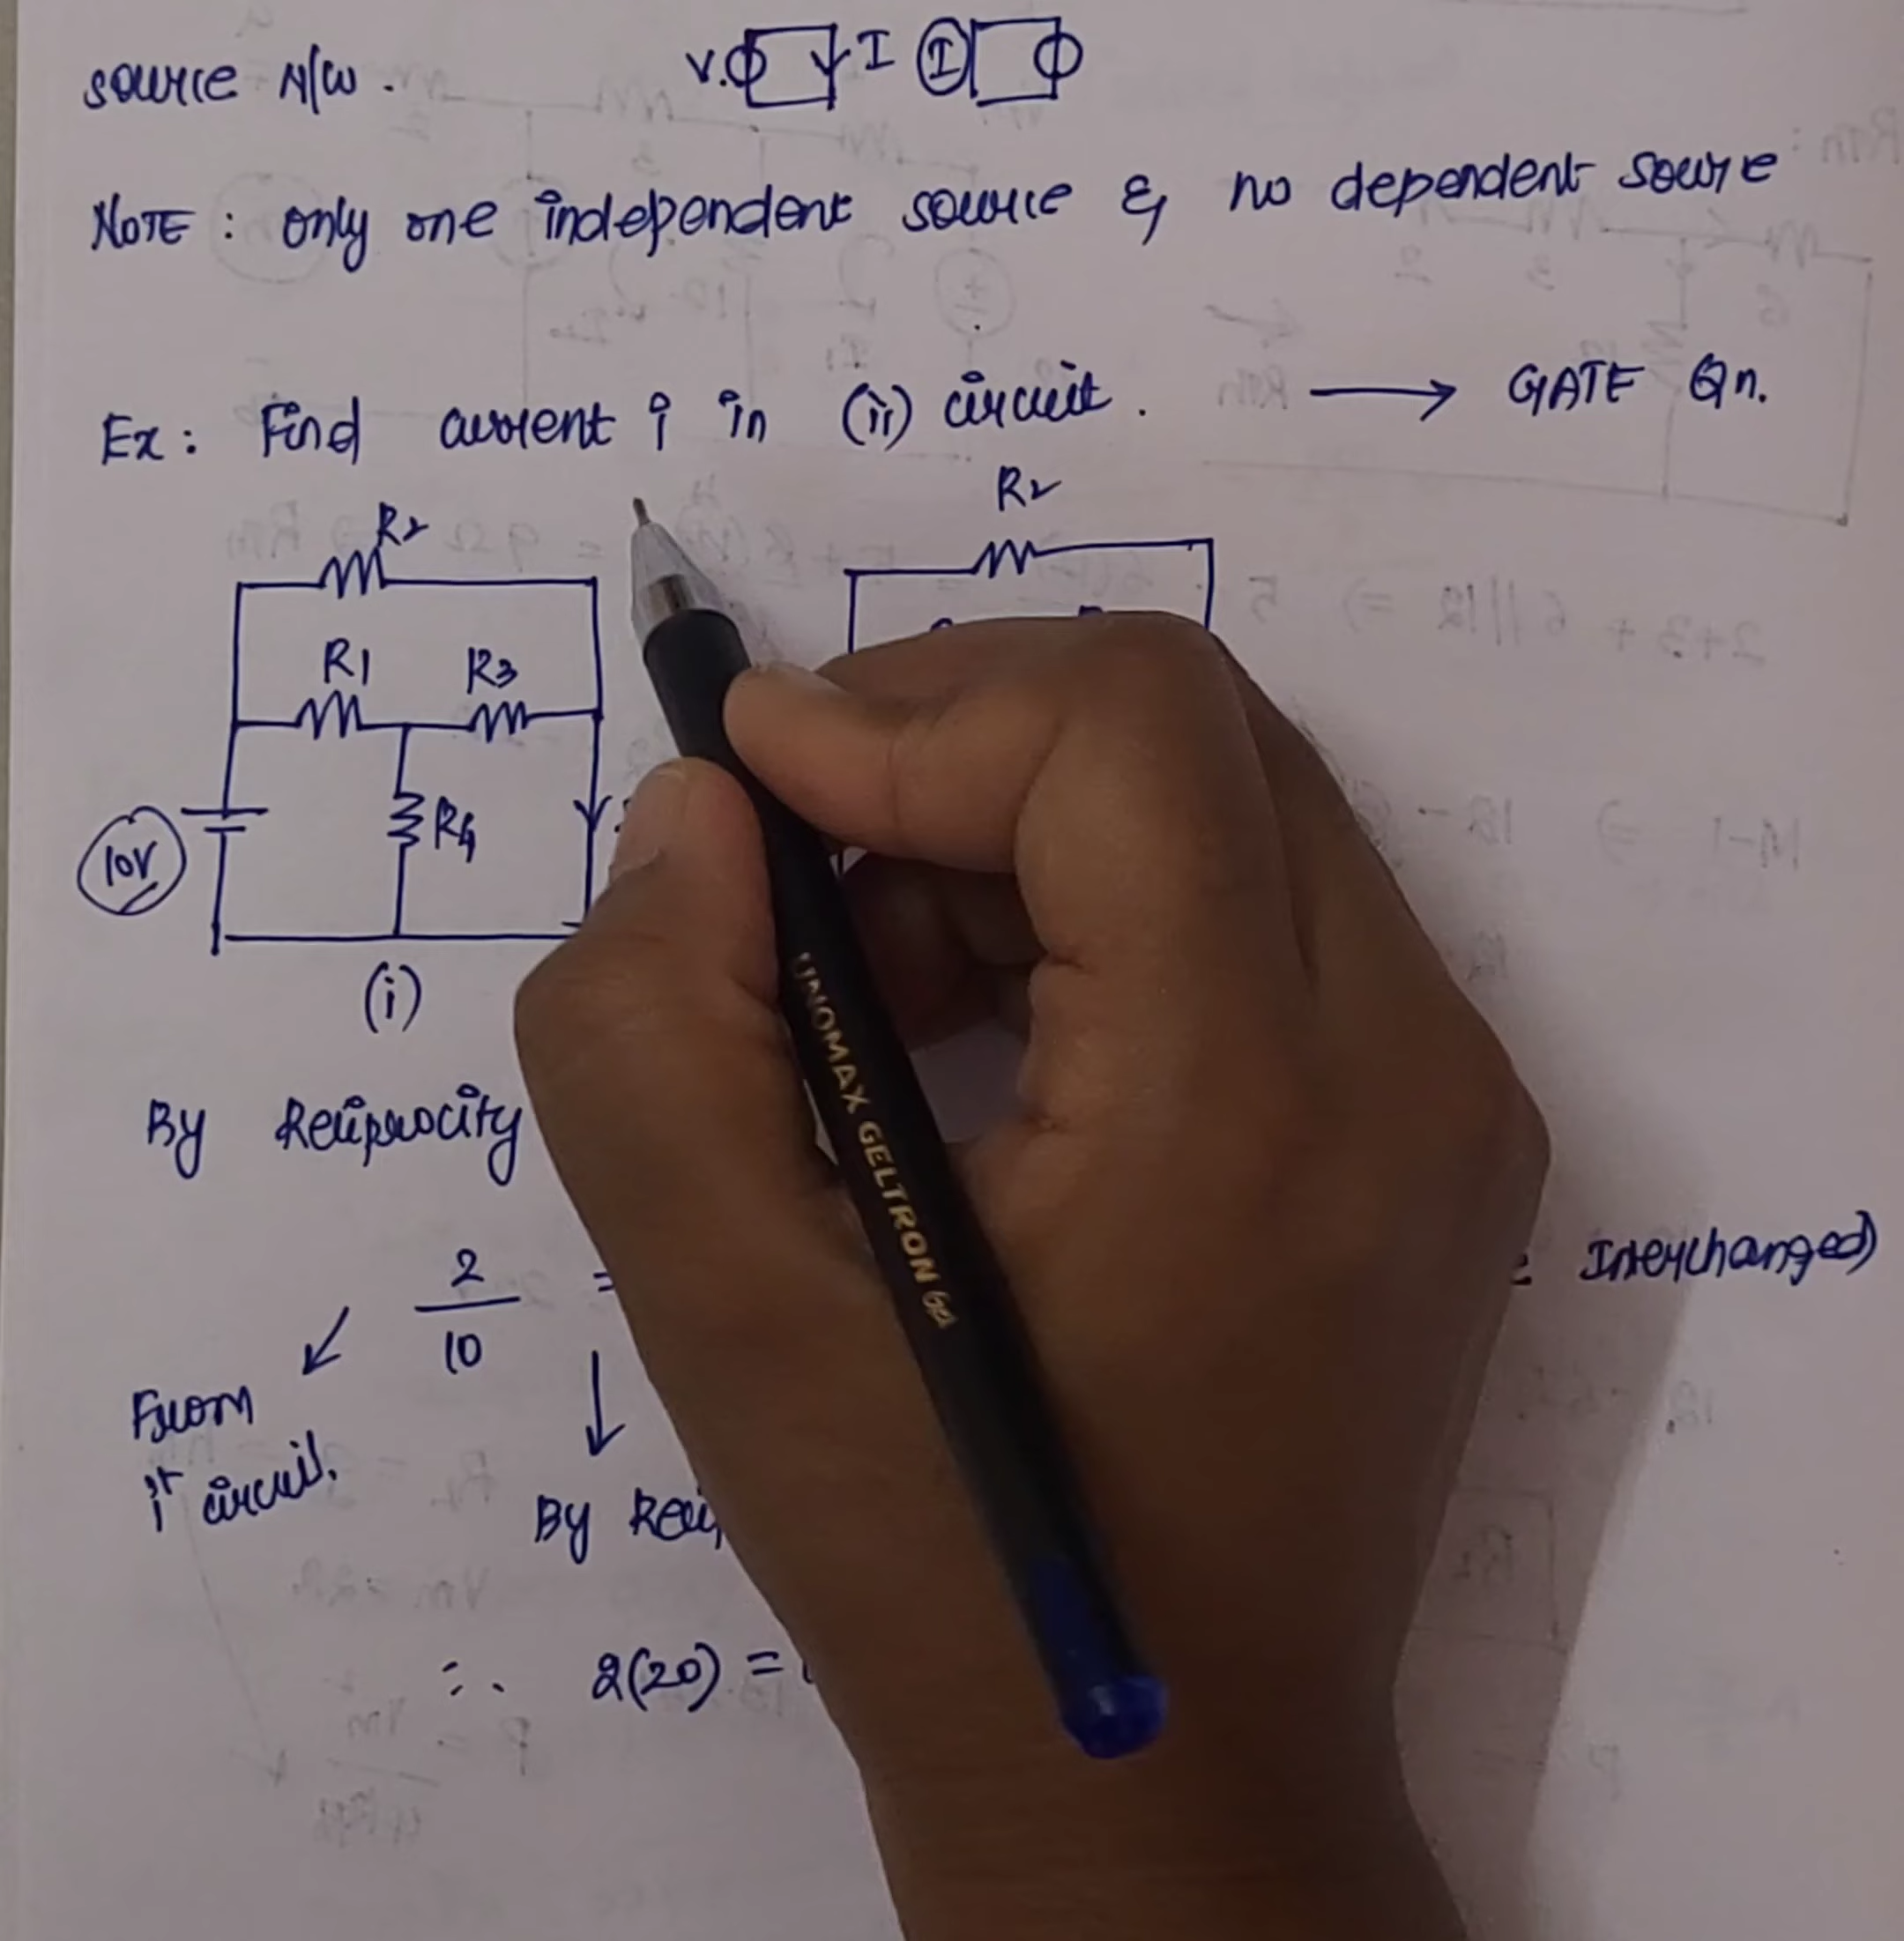 source N/W.
V. I I
NOTE : only one independent source & no dependent source
Ex : Find current i in (ii) circuit. → GATE Qn.
R2
R2
R1 R3
R4
10V
(i)
By Reciprocity
2/10 =
Interchanged)
From
1st circuit.
By Reci
∴ 2(20) =
UNOMAX GELTRON